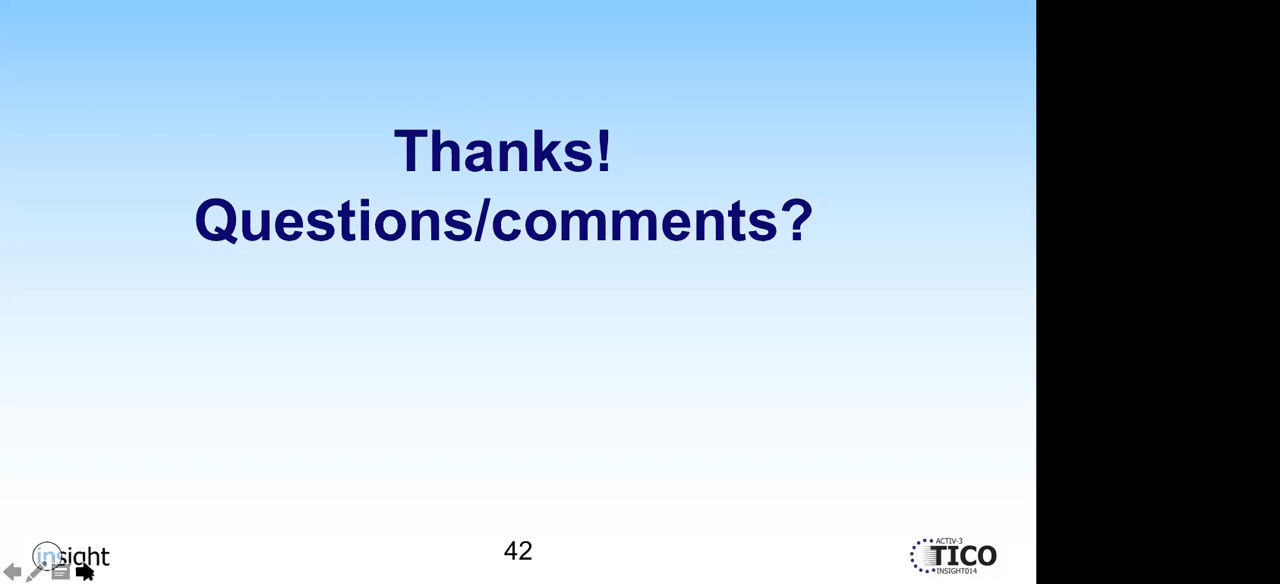 Thanks!
Questions/comments?
insight
42
ACTIV-3
TICO
INSIGHT014